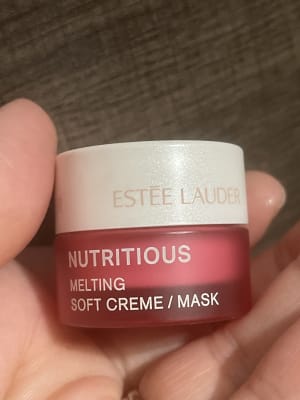 ESTĒE LAUDER
NUTRITIOUS
MELTING
SOFT CREME / MASK